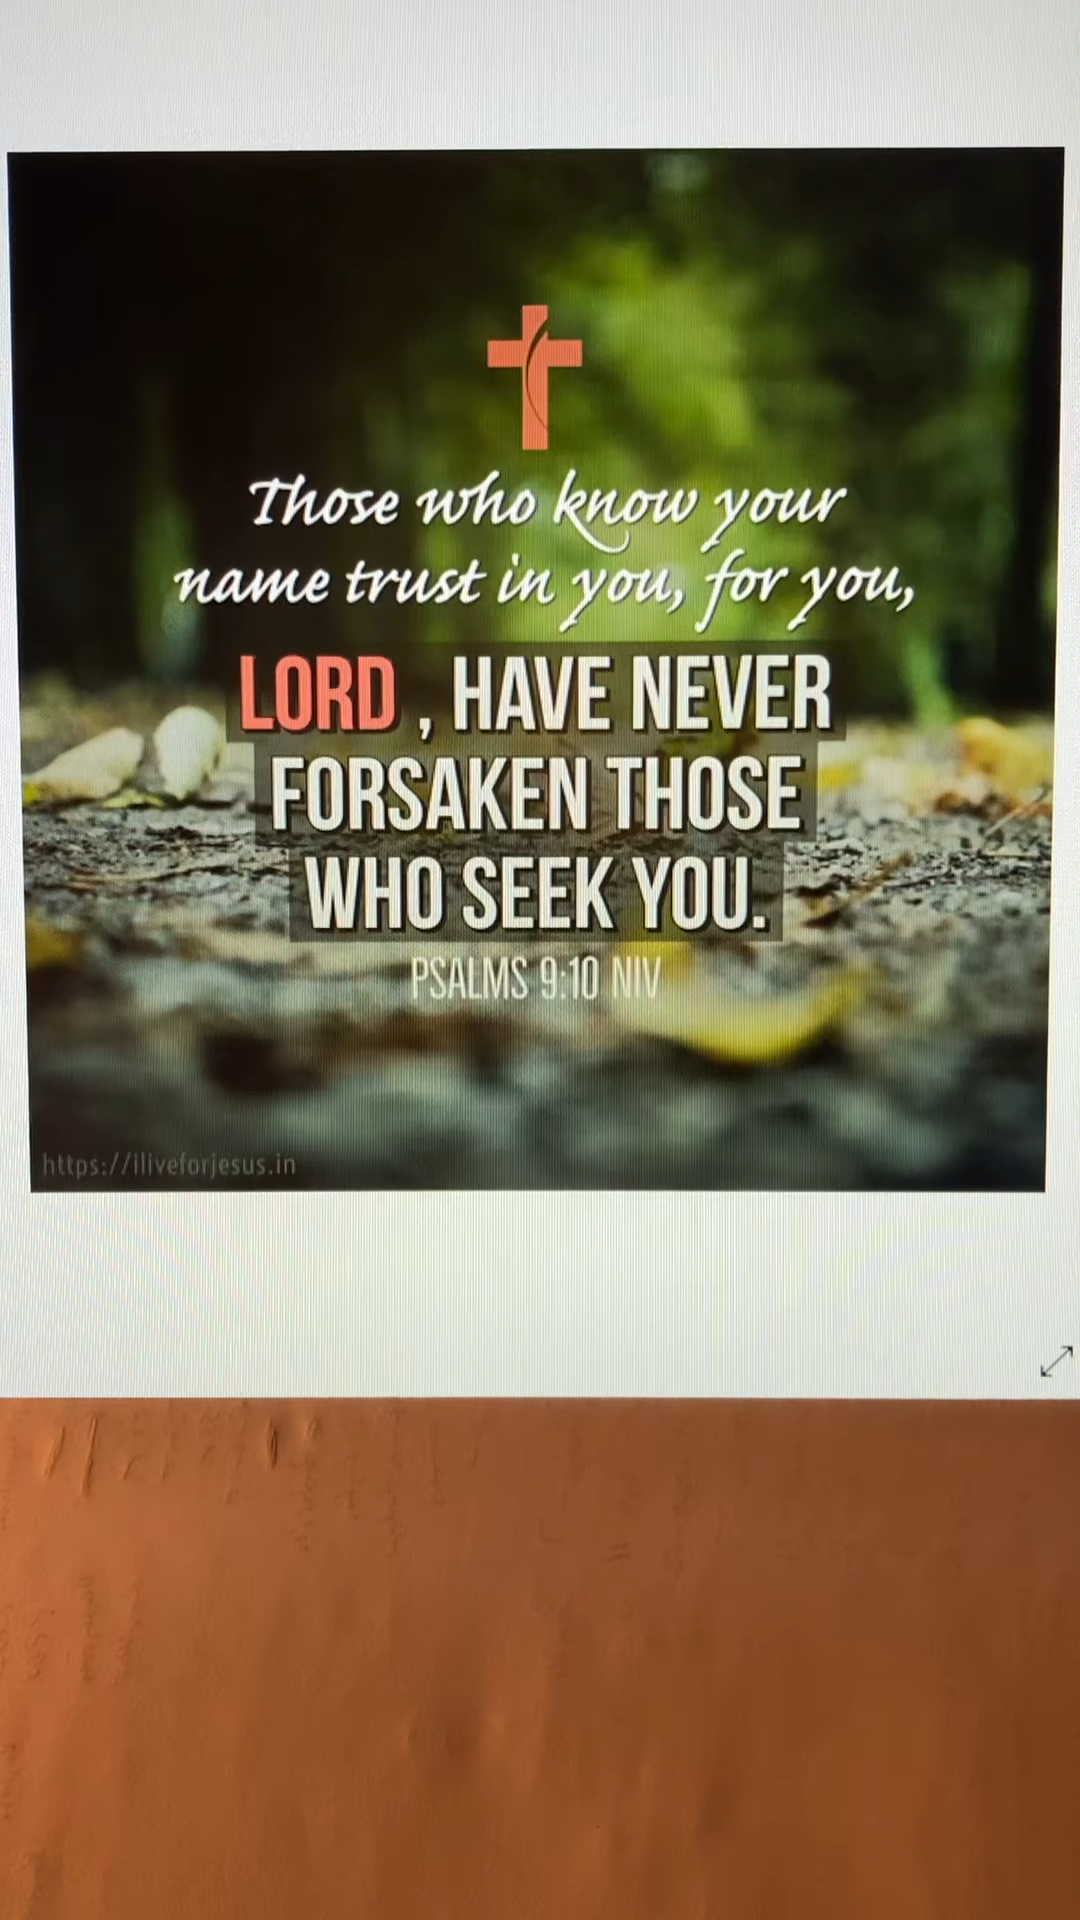 Those who know your
name trust in you, for you,
LORD , HAVE NEVER
FORSAKEN THOSE
WHO SEEK YOU.
PSALMS 9:10 NIV
https://iliveforjesus.in